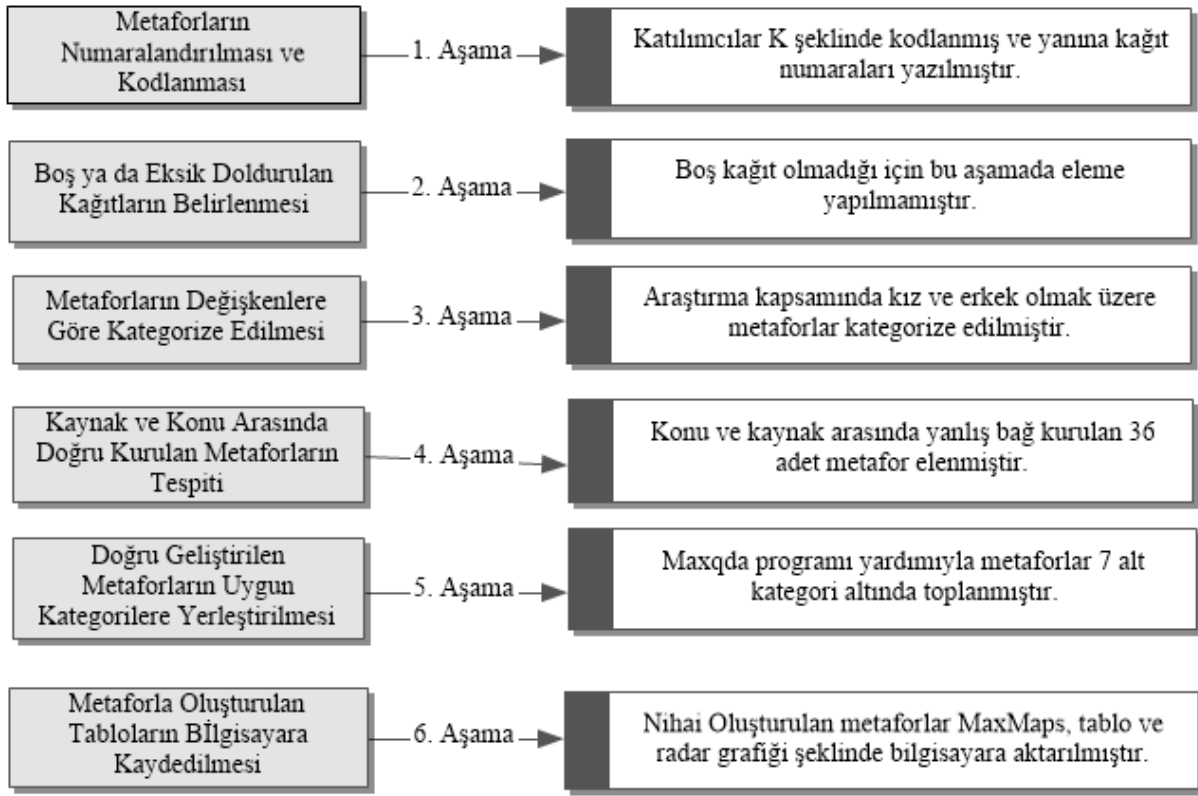 Metaforların
Numaralandırılması ve
Kodlanması
1. Aşama
Katılımcılar K şeklinde kodlanmış ve yanına kağıt
numaraları yazılmıştır.
Boş ya da Eksik Doldurulan
Kağıtların Belirlenmesi
2. Aşama
Boş kağıt olmadığı için bu aşamada eleme
yapılmamıştır.
Metaforların Değişkenlere
Göre Kategorize Edilmesi
3. Aşama
Araştırma kapsamında kız ve erkek olmak üzere
metaforlar kategorize edilmiştir.
Kaynak ve Konu Arasında
Doğru Kurulan Metaforların
Tespiti
4. Aşama
Konu ve kaynak arasında yanlış bağ kurulan 36
adet metafor elenmiştir.
Doğru Geliştirilen
Metaforların Uygun
Kategorilere Yerleştirilmesi
5. Aşama
Maxqda programı yardımıyla metaforlar 7 alt
kategori altında toplanmıştır.
Metaforla Oluşturulan
Tabloların Bİlgisayara
Kaydedilmesi
6. Aşama
Nihai Oluşturulan metaforlar MaxMaps, tablo ve
radar grafiği şeklinde bilgisayara aktarılmıştır.